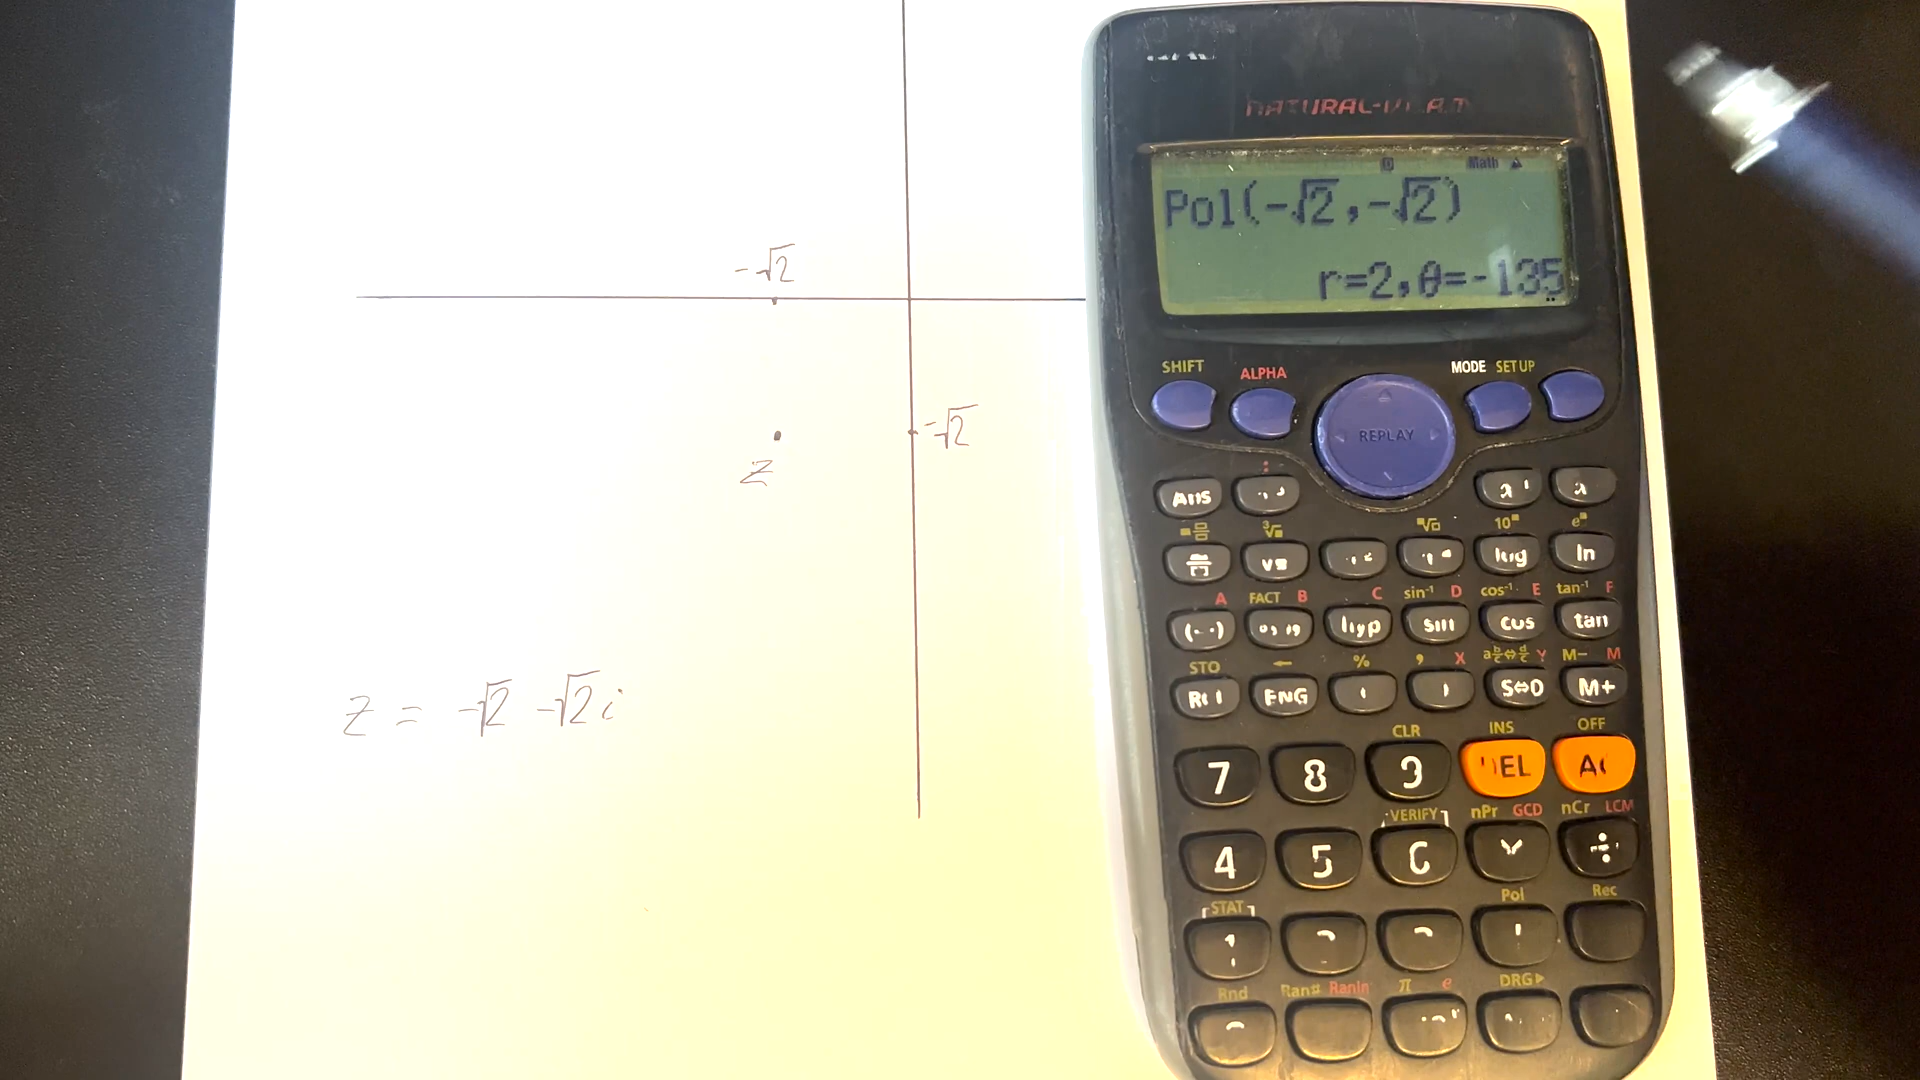 -√2
-√2
z
z = -√2 -√2i
Pol(-√2,-√2)
r=2,θ=-135
Math
SHIFT
ALPHA
MODE SETUP
REPLAY
Ans
10
e
ln
A FACT B C sin⁻¹ D cos⁻¹ E tan⁻¹ F
hyp sin cos tan
STO % , X Y M- M
ENG S⇔D M+
CLR INS OFF
7 8 9 DEL AC
VERIFY nPr GCD nCr LCM
4 5 6 ÷
STAT Pol Rec
1
Rnd Ran# RanInt π e DRG▶